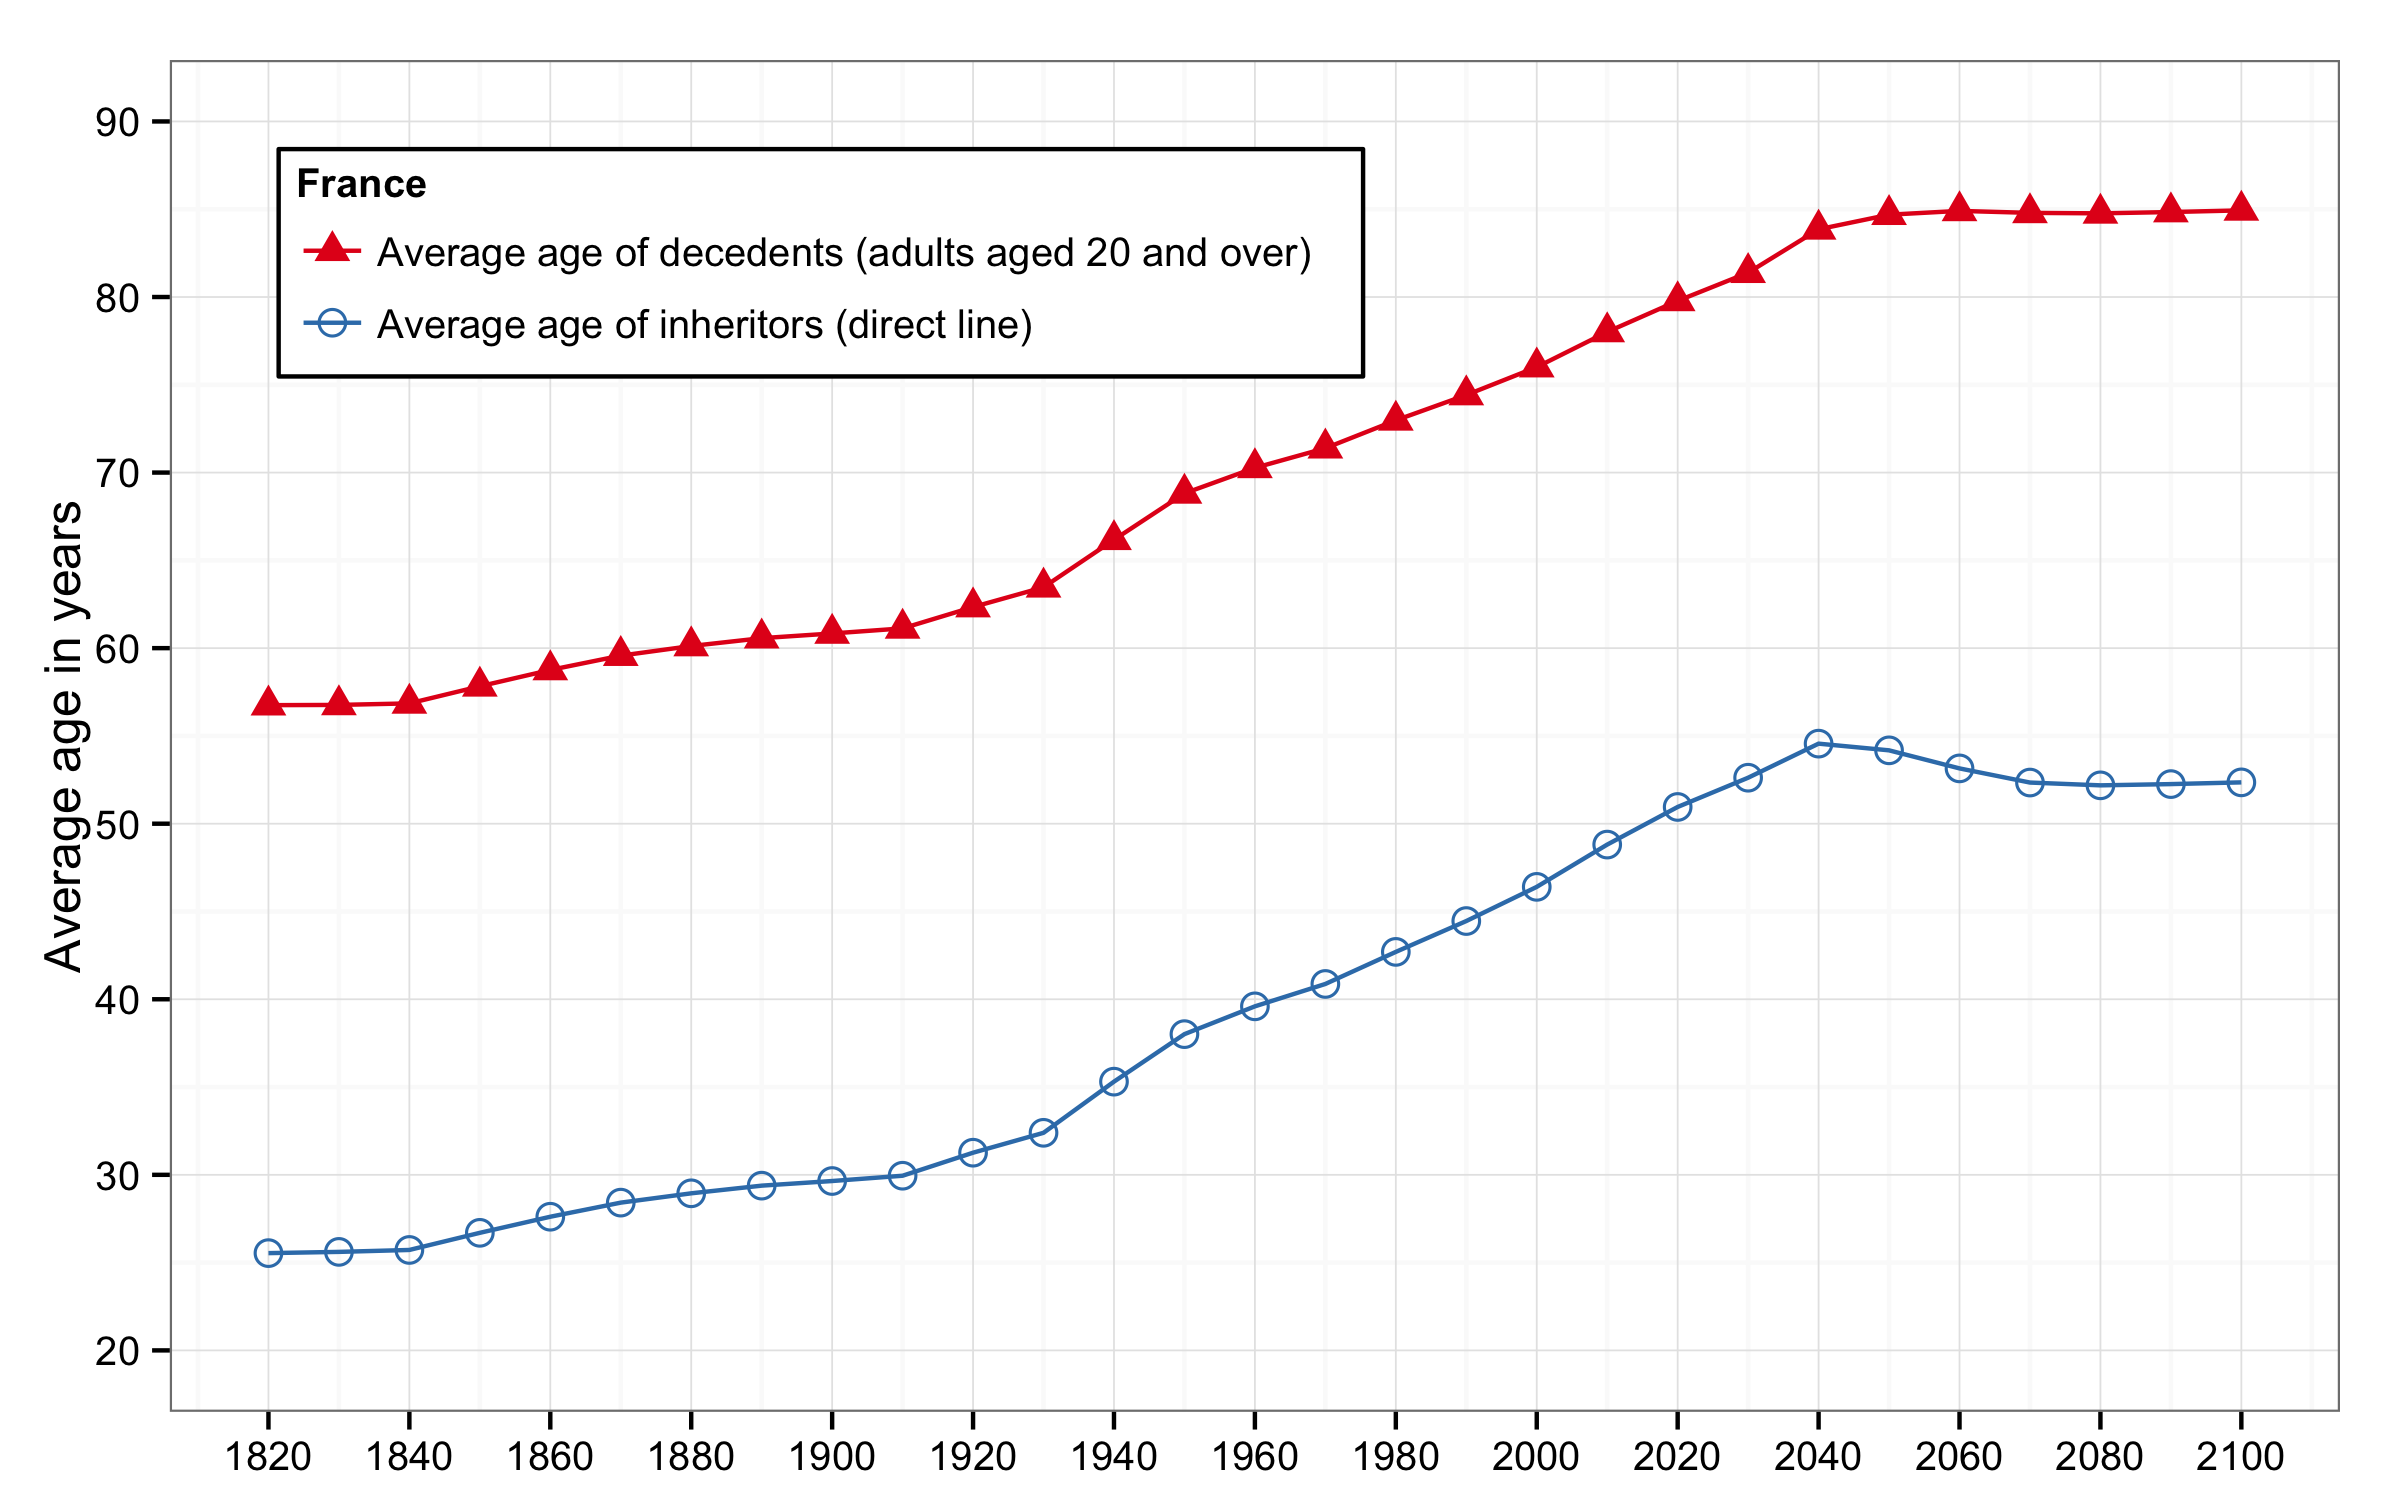 France
Average age of decedents (adults aged 20 and over)
Average age of inheritors (direct line)
Average age in years
90
80
70
60
50
40
30
20
1820 1840 1860 1880 1900 1920 1940 1960 1980 2000 2020 2040 2060 2080 2100